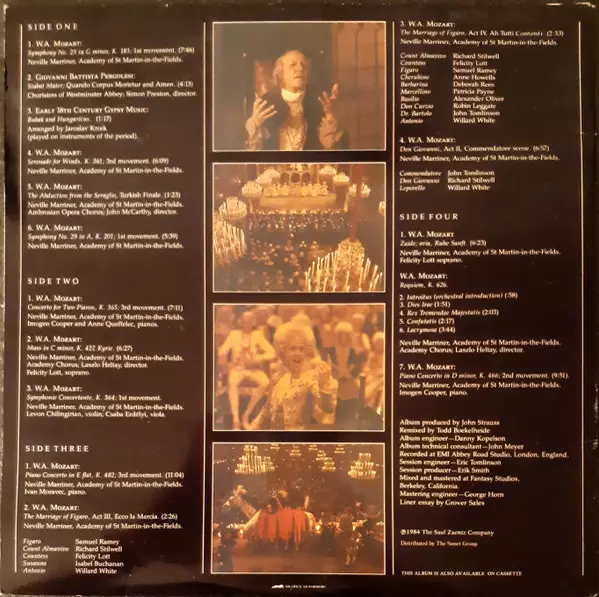 SIDE ONE
1. W.A. MOZART:
Symphony No. 25 in G minor, K. 183; 1st movement. (7:46)
Neville Marriner, Academy of St Martin-in-the-Fields.
2. GIOVANNI BATTISTA PERGOLESI:
Stabat Mater; Quando Corpus Morietur and Amen. (4:13)
Choristers of Westminster Abbey; Simon Preston, director.
3. EARLY 18TH CENTURY GYPSY MUSIC:
Bubak and Hungaricus. (1:17)
Arranged by Jaroslav Krcek
(played on instruments of the period).
4. W.A. MOZART:
Serenade for Winds, K. 361; 3rd movement. (6:09)
Neville Marriner, Academy of St Martin-in-the-Fields.
5. W.A. MOZART:
The Abduction from the Seraglio, Turkish Finale. (1:23)
Neville Marriner, Academy of St Martin-in-the-Fields.
Ambrosian Opera Chorus; John McCarthy, director.
6. W.A. MOZART:
Symphony No. 29 in A, K. 201; 1st movement. (5:39)
Neville Marriner, Academy of St Martin-in-the-Fields.
SIDE TWO
1. W.A. MOZART:
Concerto for Two Pianos, K. 365; 3rd movement. (7:11)
Neville Marriner, Academy of St Martin-in-the-Fields.
Imogen Cooper and Anne Queffelec, pianos.
2. W.A. MOZART:
Mass in C minor, K. 427, Kyrie. (6:27)
Neville Marriner, Academy of St Martin-in-the-Fields.
Academy Chorus; Laszlo Heltay, director.
Felicity Lott, soprano.
3. W.A. MOZART:
Symphonie Concertante, K. 364; 1st movement.
Neville Marriner, Academy of St Martin-in-the-Fields.
Levon Chilingirian, violin; Csaba Erdélyi, viola.
SIDE THREE
1. W.A. MOZART:
Piano Concerto in E flat, K. 482; 3rd movement. (11:04)
Neville Marriner, Academy of St Martin-in-the-Fields.
Ivan Moravec, piano.
2. W.A. MOZART:
The Marriage of Figaro, Act III, Ecco la Marcia. (2:26)
Neville Marriner, Academy of St Martin-in-the-Fields.
Figaro Samuel Ramey
Count Almaviva Richard Stilwell
Countess Felicity Lott
Susanna Isabel Buchanan
Antonio Willard White
3. W.A. MOZART:
The Marriage of Figaro, Act IV, Ah Tutti Contenti. (2:33)
Neville Marriner, Academy of St Martin-in-the-Fields.
Count Almaviva Richard Stilwell
Countess Felicity Lott
Figaro Samuel Ramey
Cherubino Anne Howells
Barbarina Deborah Rees
Marcellina Patricia Payne
Basilio Alexander Oliver
Don Curzio Robin Leggate
Dr. Bartolo John Tomlinson
Antonio Willard White
4. W.A. MOZART:
Don Giovanni, Act II, Commendatore scene. (6:57)
Neville Marriner, Academy of St Martin-in-the-Fields.
Commendatore John Tomlinson
Don Giovanni Richard Stilwell
Leporello Willard White
SIDE FOUR
1. W.A. MOZART
Zaide; aria, Ruhe Sanft. (6:23)
Neville Marriner, Academy of St Martin-in-the-Fields.
Felicity Lott soprano.
W.A. MOZART:
Requiem, K. 626.
2. Introitus (orchestral introduction) (:58)
3. Dies Irae (1:51)
4. Rex Tremendae Majestatis (2:03)
5. Confutatis (2:17)
6. Lacrymosa (3:44)
Neville Marriner, Academy of St Martin-in-the-Fields.
Academy Chorus; Laszlo Heltay, director.
7. W.A. MOZART:
Piano Concerto in D minor, K. 466; 2nd movement. (9:51).
Neville Marriner, Academy of St Martin-in-the-Fields.
Imogen Cooper, piano.
Album produced by John Strauss
Remixed by Todd Boekelheide
Album engineer—Danny Kopelson
Album technical consultant—John Meyer
Recorded at EMI Abbey Road Studio, London, England.
Session engineer—Eric Tomlinson
Session producer—Erik Smith
Mixed and mastered at Fantasy Studios,
Berkeley, California.
Mastering engineer—George Horn
Liner essay by Grover Sales
©1984 The Saul Zaentz Company
Distributed by The Nonet Group
THIS ALBUM IS ALSO AVAILABLE ON CASSETTE